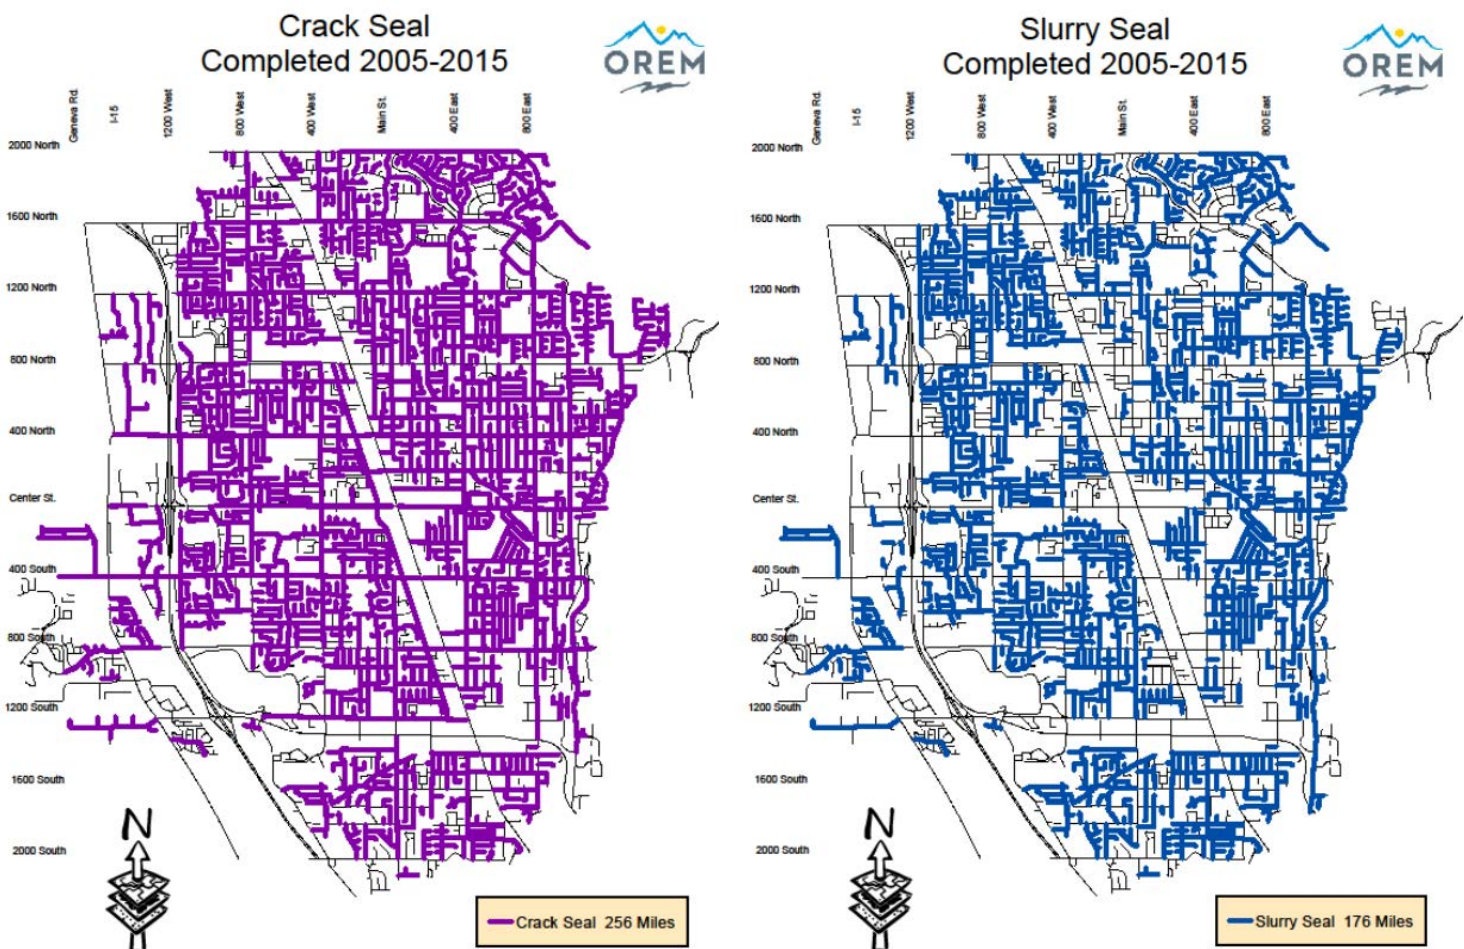 Crack Seal
Completed 2005-2015
OREM
Geneva Rd.
I-15
1200 West
800 West
400 West
Main St.
400 East
800 East
2000 North
1600 North
1200 North
800 North
400 North
Center St.
400 South
800 South
1200 South
1600 South
2000 South
N
Crack Seal 256 Miles
Slurry Seal
Completed 2005-2015
OREM
Geneva Rd.
I-15
1200 West
800 West
400 West
Main St.
400 East
800 East
2000 North
1600 North
1200 North
800 North
400 North
Center St.
400 South
800 South
1200 South
1600 South
2000 South
N
Slurry Seal 176 Miles